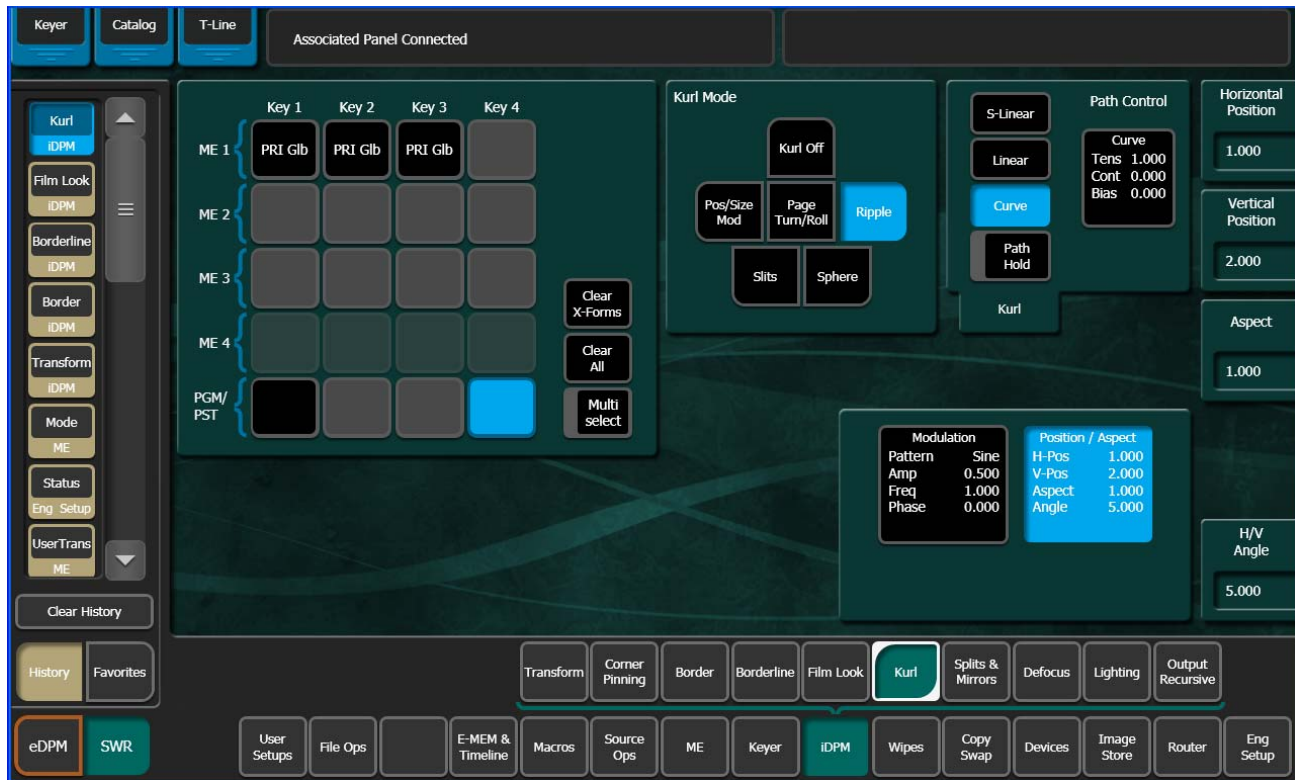 Keyer
Catalog
T-Line
Associated Panel Connected
Kurl
iDPM
Film Look
iDPM
Borderline
iDPM
Border
iDPM
Transform
iDPM
Mode
ME
Status
Eng Setup
UserTrans
ME
Clear History
History
Favorites
eDPM
SWR
Key 1 Key 2 Key 3 Key 4
ME 1 PRI Glb PRI Glb PRI Glb
ME 2
ME 3
ME 4
PGM/
PST
Clear
X-Forms
Clear
All
Multi
select
Kurl Mode
Kurl Off
Pos/Size
Mod
Page
Turn/Roll
Ripple
Slits
Sphere
S-Linear
Linear
Curve
Path
Hold
Kurl
Path Control
Curve
Tens 1.000
Cont 0.000
Bias 0.000
Horizontal
Position
1.000
Vertical
Position
2.000
Aspect
1.000
H/V
Angle
5.000
Modulation
Pattern Sine
Amp 0.500
Freq 1.000
Phase 0.000
Position / Aspect
H-Pos 1.000
V-Pos 2.000
Aspect 1.000
Angle 5.000
Transform
Corner
Pinning
Border
Borderline
Film Look
Kurl
Splits &
Mirrors
Defocus
Lighting
Output
Recursive
User
Setups
File Ops
E-MEM &
Timeline
Macros
Source
Ops
ME
Keyer
iDPM
Wipes
Copy
Swap
Devices
Image
Store
Router
Eng
Setup